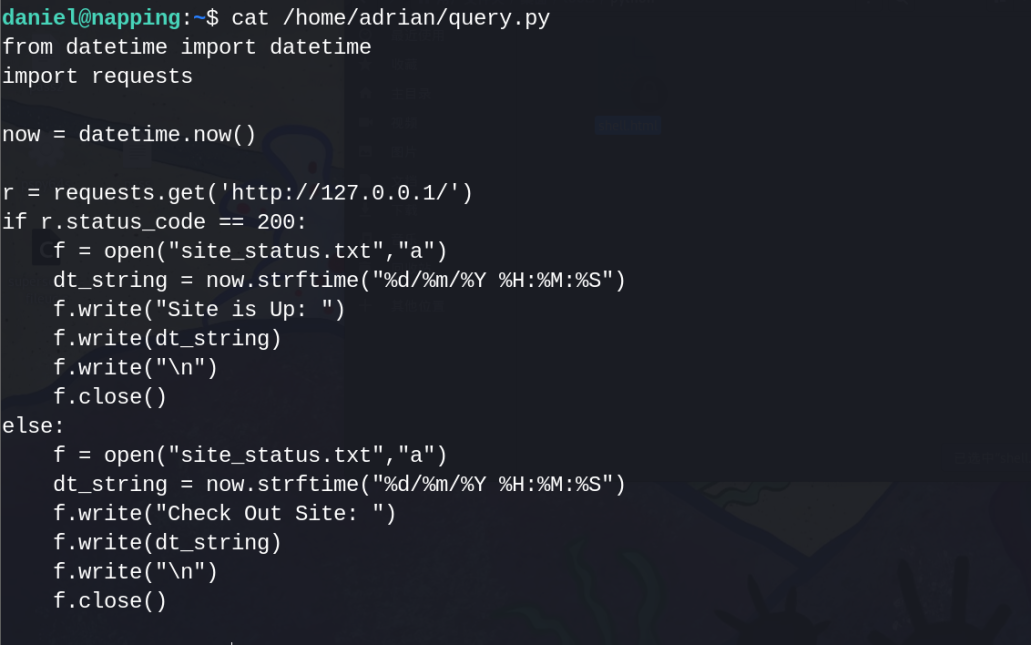 daniel@napping:~$ cat /home/adrian/query.py
from datetime import datetime
import requests

now = datetime.now()

r = requests.get('http://127.0.0.1/')
if r.status_code == 200:
    f = open("site_status.txt","a")
    dt_string = now.strftime("%d/%m/%Y %H:%M:%S")
    f.write("Site is Up: ")
    f.write(dt_string)
    f.write("\n")
    f.close()
else:
    f = open("site_status.txt","a")
    dt_string = now.strftime("%d/%m/%Y %H:%M:%S")
    f.write("Check Out Site: ")
    f.write(dt_string)
    f.write("\n")
    f.close()